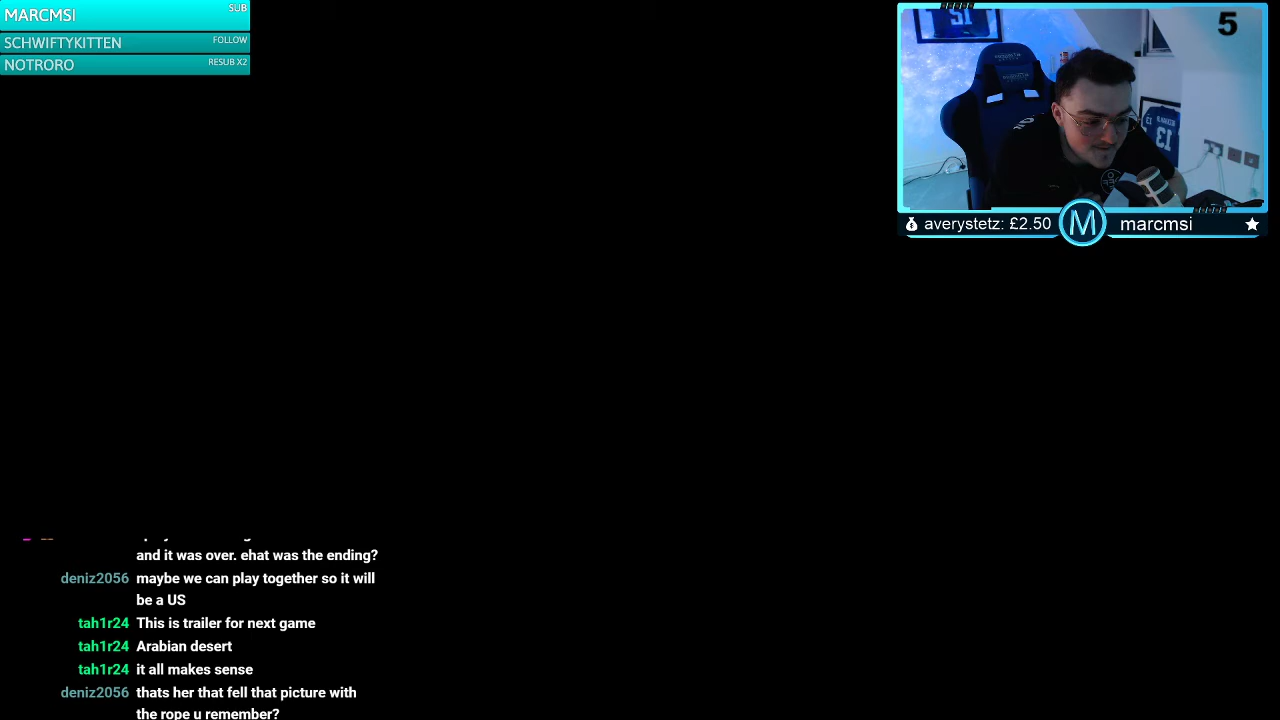 MARCMSI
SUB
SCHWIFTYKITTEN
FOLLOW
NOTRORO
RESUB X2
5
13
averystetz: £2.50
M
marcmsi
and it was over. ehat was the ending?
deniz2056 maybe we can play together so it will
be a US
tah1r24 This is trailer for next game
tah1r24 Arabian desert
tah1r24 it all makes sense
deniz2056 thats her that fell that picture with
the rope u remember?